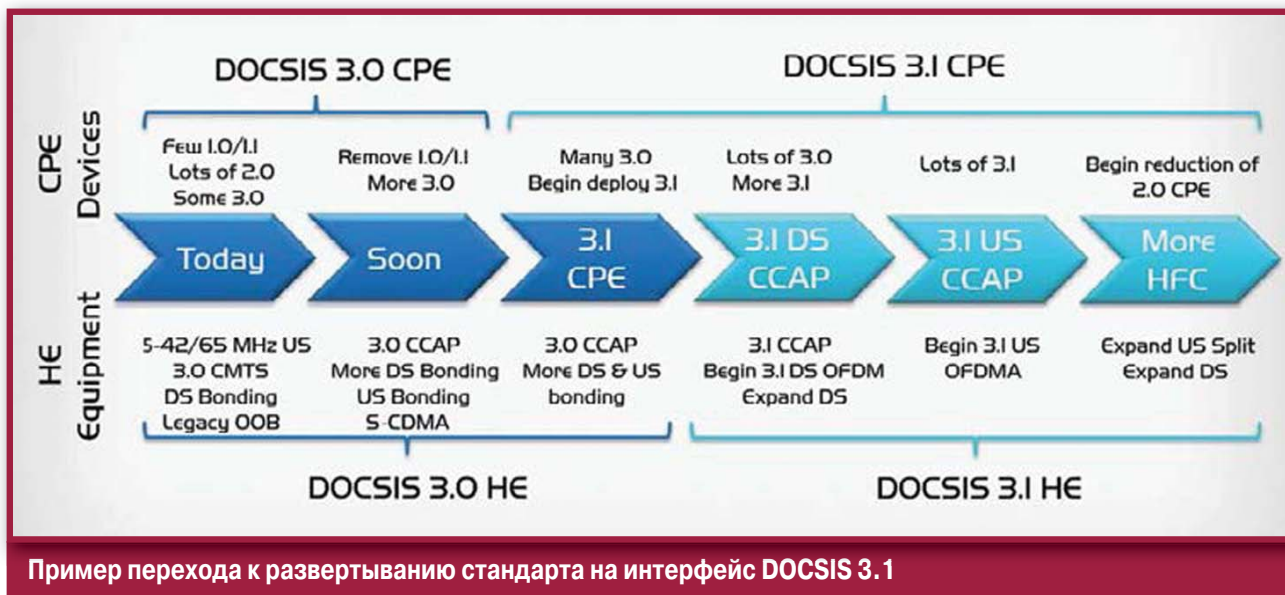 DOCSIS 3.0 CPE
DOCSIS 3.1 CPE
CPE
Devices
Few 1.0/1.1
Lots of 2.0
Some 3.0
Remove 1.0/1.1
More 3.0
Many 3.0
Begin deploy 3.1
Lots of 3.0
More 3.1
Lots of 3.1
Begin reduction of
2.0 CPE
Today
Soon
3.1
CPE
3.1 DS
CCAP
3.1 US
CCAP
More
HFC
HE
Equipment
5-42/65 MHz US
3.0 CMTS
DS Bonding
Legacy OOB
3.0 CCAP
More DS Bonding
US Bonding
S-CDMA
3.0 CCAP
More DS & US
bonding
3.1 CCAP
Begin 3.1 DS OFDM
Expand DS
Begin 3.1 US
OFDMA
Expand US Split
Expand DS
DOCSIS 3.0 HE
DOCSIS 3.1 HE
Пример перехода к развертыванию стандарта на интерфейс DOCSIS 3.1